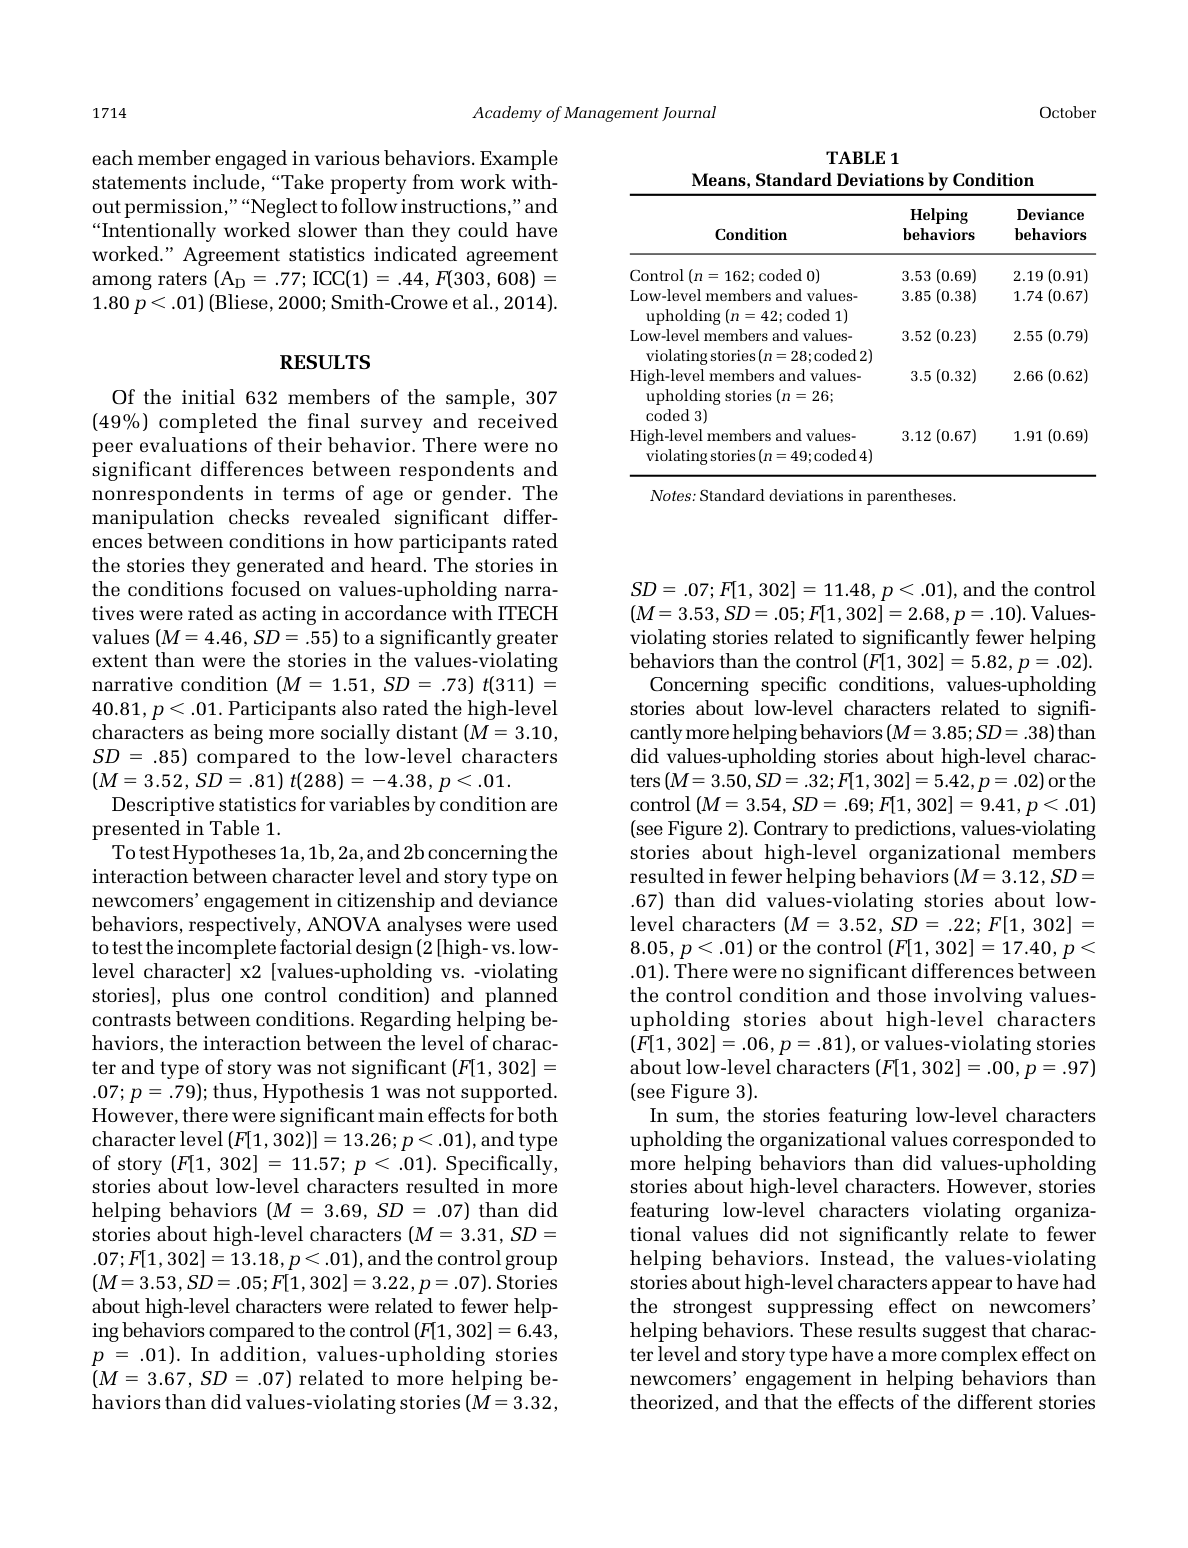 1714
Academy of Management Journal
October
each member engaged in various behaviors. Example
statements include, “Take property from work with-
out permission,” “Neglect to follow instructions,” and
“Intentionally worked slower than they could have
worked.” Agreement statistics indicated agreement
among raters (AD = .77; ICC(1) = .44, F(303, 608) =
1.80 p < .01) (Bliese, 2000; Smith-Crowe et al., 2014).
RESULTS
Of the initial 632 members of the sample, 307
(49%) completed the final survey and received
peer evaluations of their behavior. There were no
significant differences between respondents and
nonrespondents in terms of age or gender. The
manipulation checks revealed significant differ-
ences between conditions in how participants rated
the stories they generated and heard. The stories in
the conditions focused on values-upholding narra-
tives were rated as acting in accordance with ITECH
values (M = 4.46, SD = .55) to a significantly greater
extent than were the stories in the values-violating
narrative condition (M = 1.51, SD = .73) t(311) =
40.81, p < .01. Participants also rated the high-level
characters as being more socially distant (M = 3.10,
SD = .85) compared to the low-level characters
(M = 3.52, SD = .81) t(288) = −4.38, p < .01.
Descriptive statistics for variables by condition are
presented in Table 1.
To test Hypotheses 1a, 1b, 2a, and 2b concerning the
interaction between character level and story type on
newcomers’ engagement in citizenship and deviance
behaviors, respectively, ANOVA analyses were used
to test the incomplete factorial design (2 [high- vs. low-
level character] x2 [values-upholding vs. -violating
stories], plus one control condition) and planned
contrasts between conditions. Regarding helping be-
haviors, the interaction between the level of charac-
ter and type of story was not significant (F[1, 302] =
.07; p = .79); thus, Hypothesis 1 was not supported.
However, there were significant main effects for both
character level (F[1, 302)] = 13.26; p < .01), and type
of story (F[1, 302] = 11.57; p < .01). Specifically,
stories about low-level characters resulted in more
helping behaviors (M = 3.69, SD = .07) than did
stories about high-level characters (M = 3.31, SD =
.07; F[1, 302] = 13.18, p < .01), and the control group
(M = 3.53, SD = .05; F[1, 302] = 3.22, p = .07). Stories
about high-level characters were related to fewer help-
ing behaviors compared to the control (F[1, 302] = 6.43,
p = .01). In addition, values-upholding stories
(M = 3.67, SD = .07) related to more helping be-
haviors than did values-violating stories (M = 3.32,
TABLE 1
Means, Standard Deviations by Condition
Condition
Helping
behaviors
Deviance
behaviors
Control (n = 162; coded 0) 3.53 (0.69) 2.19 (0.91)
Low-level members and values- 3.85 (0.38) 1.74 (0.67)
upholding (n = 42; coded 1)
Low-level members and values- 3.52 (0.23) 2.55 (0.79)
violating stories (n = 28; coded 2)
High-level members and values- 3.5 (0.32) 2.66 (0.62)
upholding stories (n = 26;
coded 3)
High-level members and values- 3.12 (0.67) 1.91 (0.69)
violating stories (n = 49; coded 4)
Notes: Standard deviations in parentheses.
SD = .07; F[1, 302] = 11.48, p < .01), and the control
(M = 3.53, SD = .05; F[1, 302] = 2.68, p = .10). Values-
violating stories related to significantly fewer helping
behaviors than the control (F[1, 302] = 5.82, p = .02).
Concerning specific conditions, values-upholding
stories about low-level characters related to signifi-
cantly more helping behaviors (M = 3.85; SD = .38) than
did values-upholding stories about high-level charac-
ters (M = 3.50, SD = .32; F[1, 302] = 5.42, p = .02) or the
control (M = 3.54, SD = .69; F[1, 302] = 9.41, p < .01)
(see Figure 2). Contrary to predictions, values-violating
stories about high-level organizational members
resulted in fewer helping behaviors (M = 3.12, SD =
.67) than did values-violating stories about low-
level characters (M = 3.52, SD = .22; F [1, 302] =
8.05, p < .01) or the control (F[1, 302] = 17.40, p <
.01). There were no significant differences between
the control condition and those involving values-
upholding stories about high-level characters
(F[1, 302] = .06, p = .81), or values-violating stories
about low-level characters (F[1, 302] = .00, p = .97)
(see Figure 3).
In sum, the stories featuring low-level characters
upholding the organizational values corresponded to
more helping behaviors than did values-upholding
stories about high-level characters. However, stories
featuring low-level characters violating organiza-
tional values did not significantly relate to fewer
helping behaviors. Instead, the values-violating
stories about high-level characters appear to have had
the strongest suppressing effect on newcomers’
helping behaviors. These results suggest that charac-
ter level and story type have a more complex effect on
newcomers’ engagement in helping behaviors than
theorized, and that the effects of the different stories